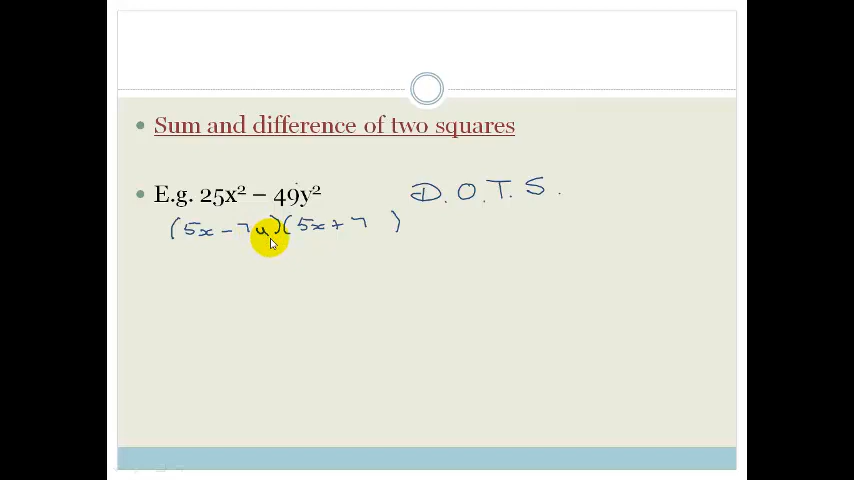 Sum and difference of two squares
E.g. 25x² – 49y² D.O.T.S.
(5x – 7y)(5x + 7 )